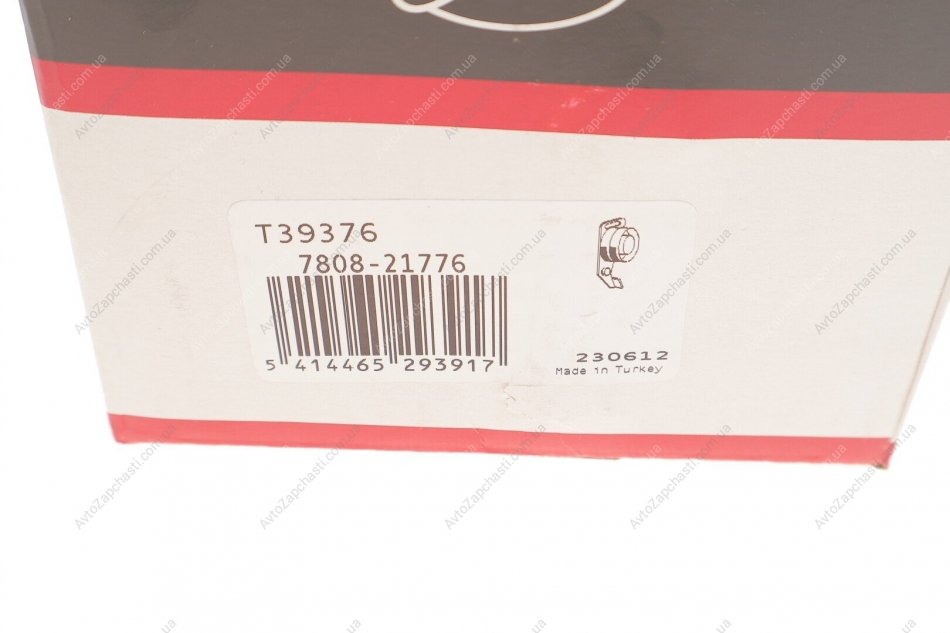 T39376
7808-21776
5 414465 293917
230612
Made in Turkey
AvtoZapchasti.com.ua